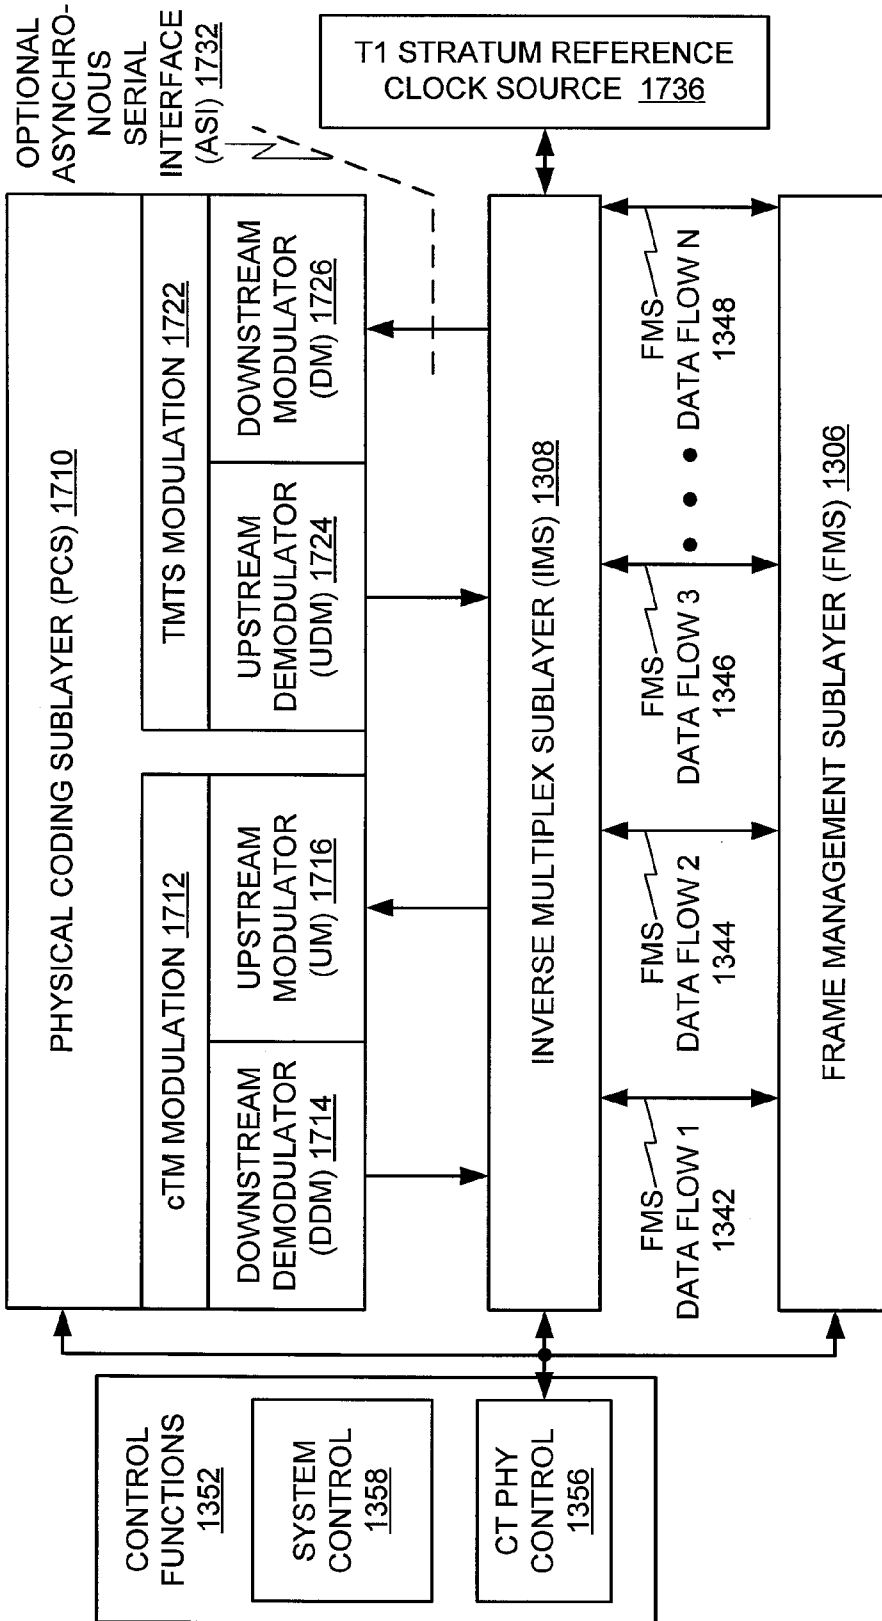 CONTROL
FUNCTIONS
1352
SYSTEM
CONTROL
1358
CT PHY
CONTROL
1356
PHYSICAL CODING SUBLAYER (PCS) 1710
cTM MODULATION 1712
DOWNSTREAM
DEMODULATOR
(DDM) 1714
UPSTREAM
MODULATOR
(UM) 1716
TMTS MODULATION 1722
UPSTREAM
DEMODULATOR
(UDM) 1724
DOWNSTREAM
MODULATOR
(DM) 1726
OPTIONAL
ASYNCHRO-
NOUS
SERIAL
INTERFACE
(ASI) 1732
INVERSE MULTIPLEX SUBLAYER (IMS) 1308
T1 STRATUM REFERENCE
CLOCK SOURCE 1736
FMS
DATA FLOW 1
1342
FMS
DATA FLOW 2
1344
FMS
DATA FLOW 3
1346
FMS
DATA FLOW N
1348
FRAME MANAGEMENT SUBLAYER (FMS) 1306